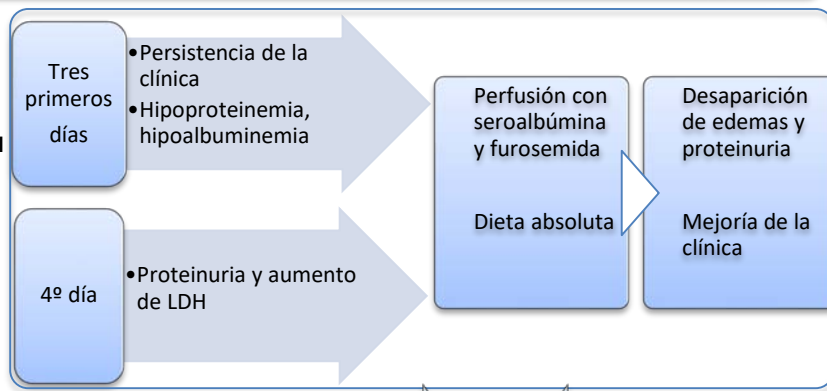 Tres
primeros
días
•Persistencia de la
clínica
•Hipoproteinemia,
hipoalbuminemia
4º día
•Proteinuria y aumento
de LDH
Perfusión con
seroalbúmina
y furosemida
Dieta absoluta
Desaparición
de edemas y
proteinuria
Mejoría de la
clínica